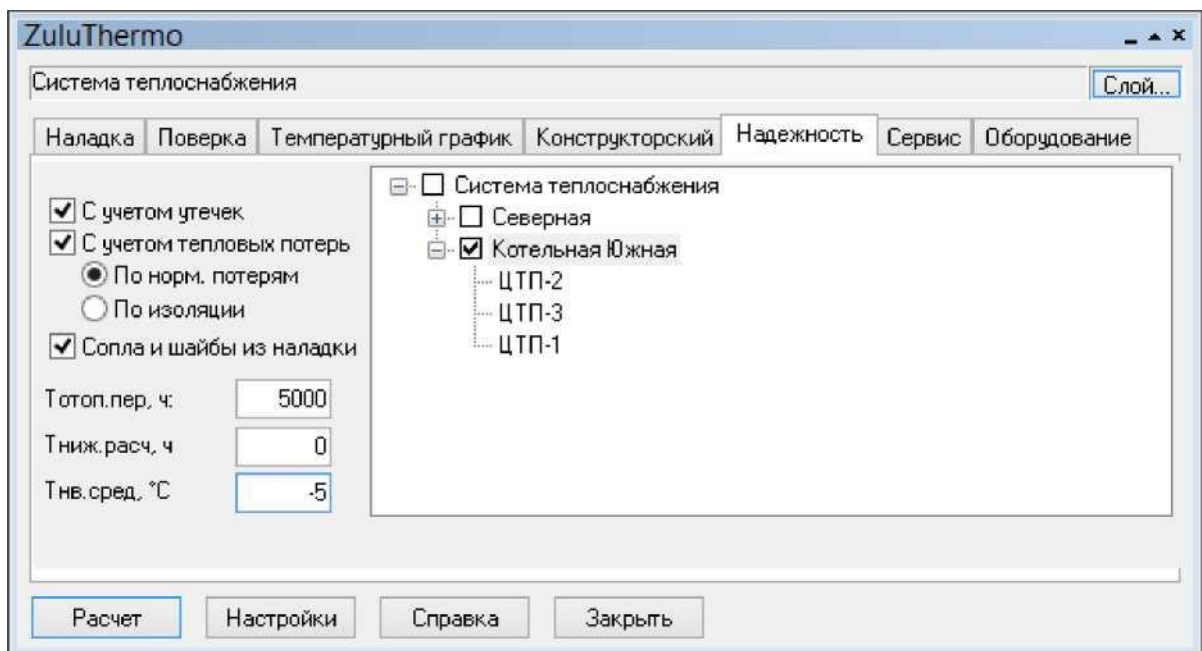 ZuluThermo
Система теплоснабжения
Слой...
Наладка Поверка Температурный график Конструкторский Надежность Сервис Оборудование
С учетом утечек
С учетом тепловых потерь
По норм. потерям
По изоляции
Сопла и шайбы из наладки
Тотоп.пер, ч: 5000
Тниж.расч, ч 0
Тнв.сред, °С -5
Система теплоснабжения
Северная
Котельная Южная
ЦТП-2
ЦТП-3
ЦТП-1
Расчет Настройки Справка Закрыть